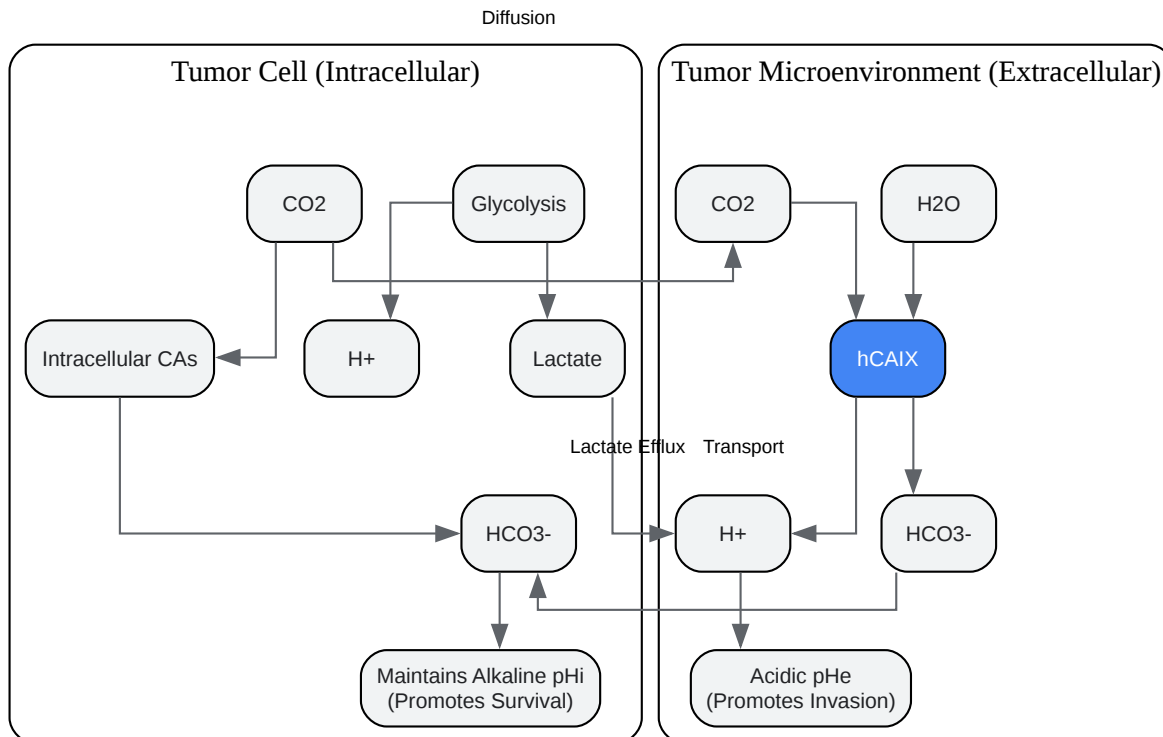 Diffusion
Tumor Cell (Intracellular)
Tumor Microenvironment (Extracellular)
CO2
Glycolysis
CO2
H2O
Intracellular CAs
H+
Lactate
hCAIX
Lactate Efflux
Transport
HCO3-
H+
HCO3-
Maintains Alkaline pHi
(Promotes Survival)
Acidic pHe
(Promotes Invasion)